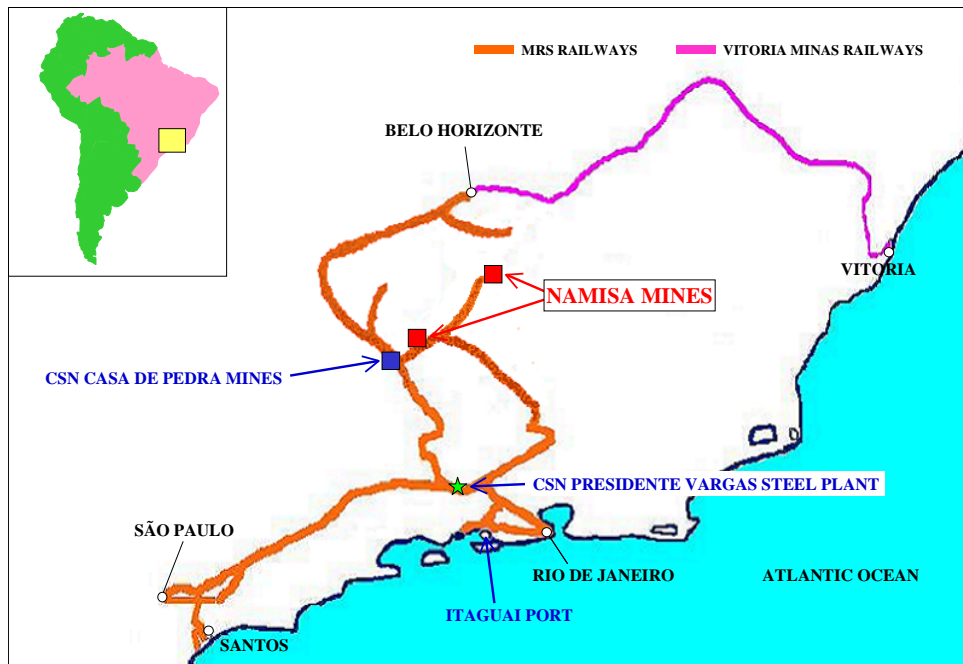 MRS RAILWAYS
VITORIA MINAS RAILWAYS
BELO HORIZONTE
VITORIA
NAMISA MINES
CSN CASA DE PEDRA MINES
CSN PRESIDENTE VARGAS STEEL PLANT
SÃO PAULO
RIO DE JANEIRO
ATLANTIC OCEAN
ITAGUAI PORT
SANTOS